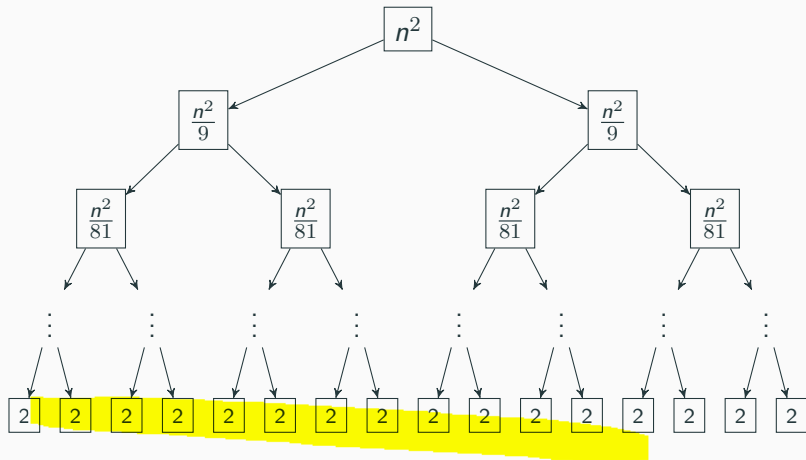 n²
n²/9 n²/9
n²/81 n²/81 n²/81 n²/81
⋮ ⋮ ⋮ ⋮ ⋮ ⋮ ⋮ ⋮
2 2 2 2 2 2 2 2 2 2 2 2 2 2 2 2